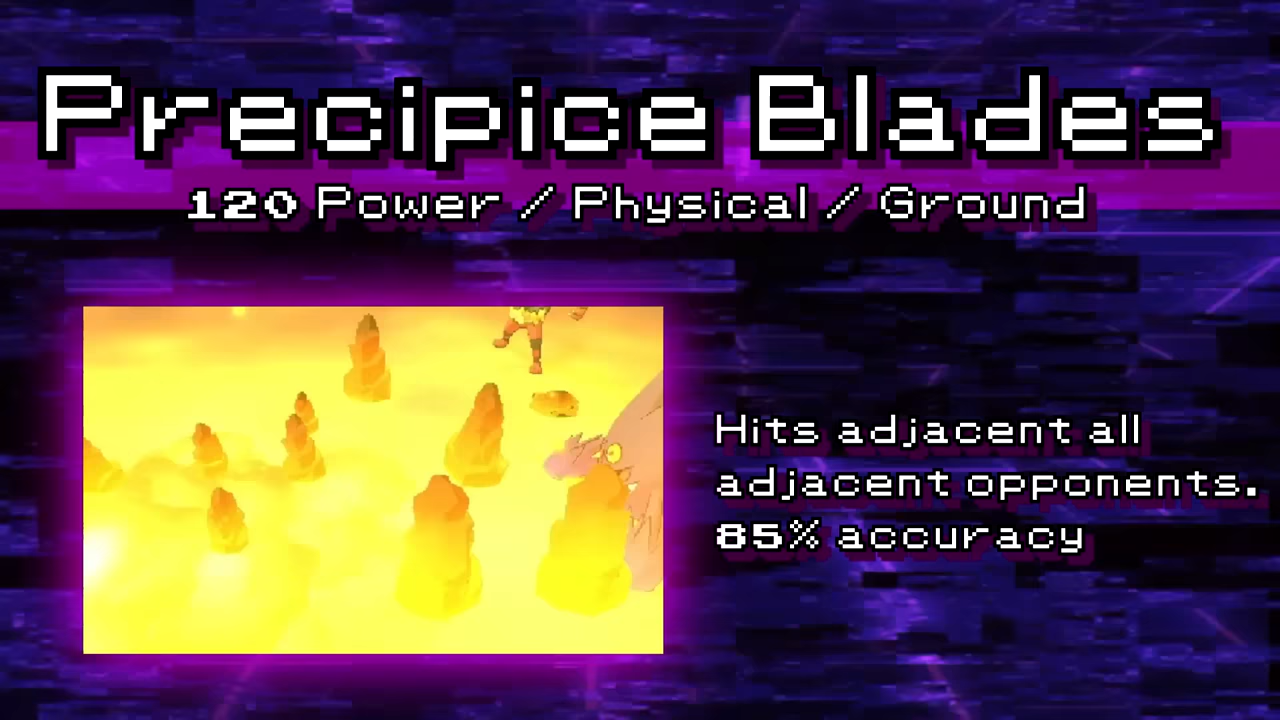 Precipice Blades
120 Power / Physical / Ground
Hits adjacent all
adjacent opponents.
85% accuracy